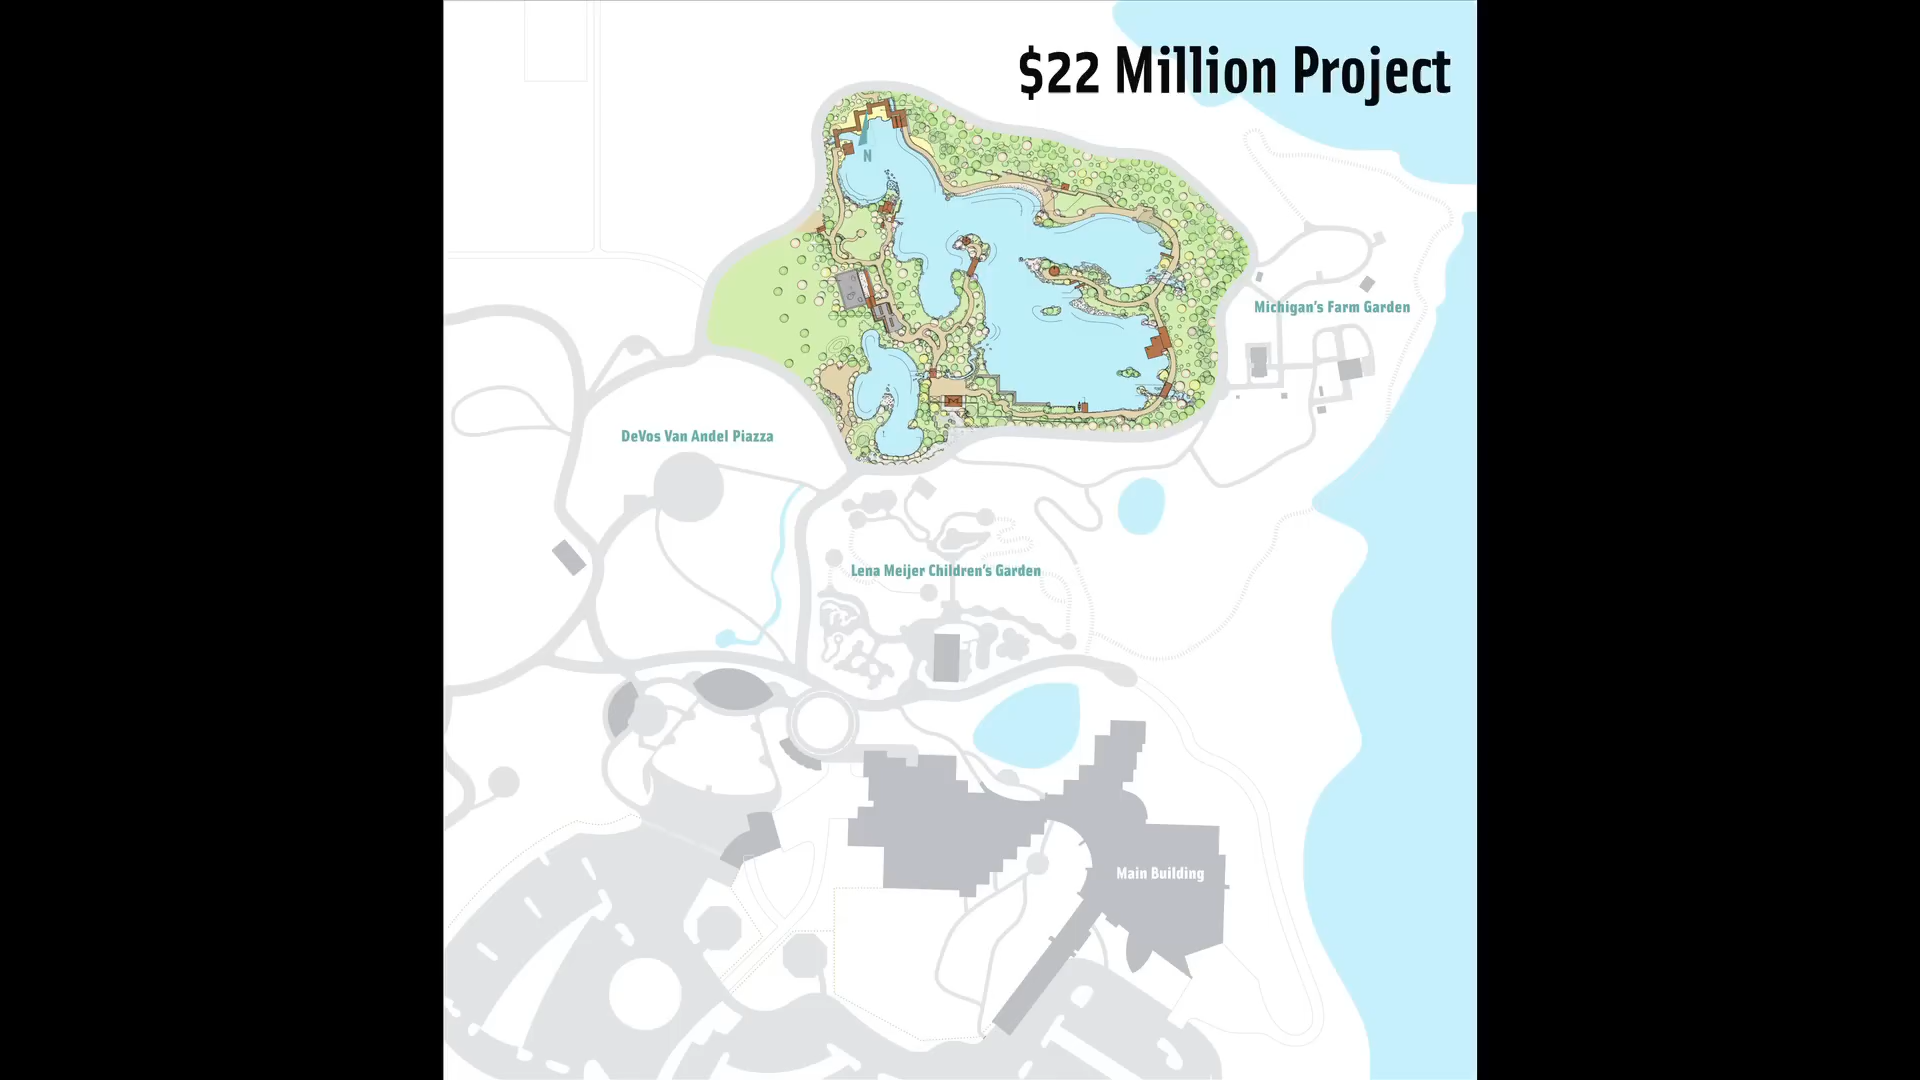 $22 Million Project
N
Michigan's Farm Garden
DeVos Van Andel Piazza
Lena Meijer Children's Garden
Main Building